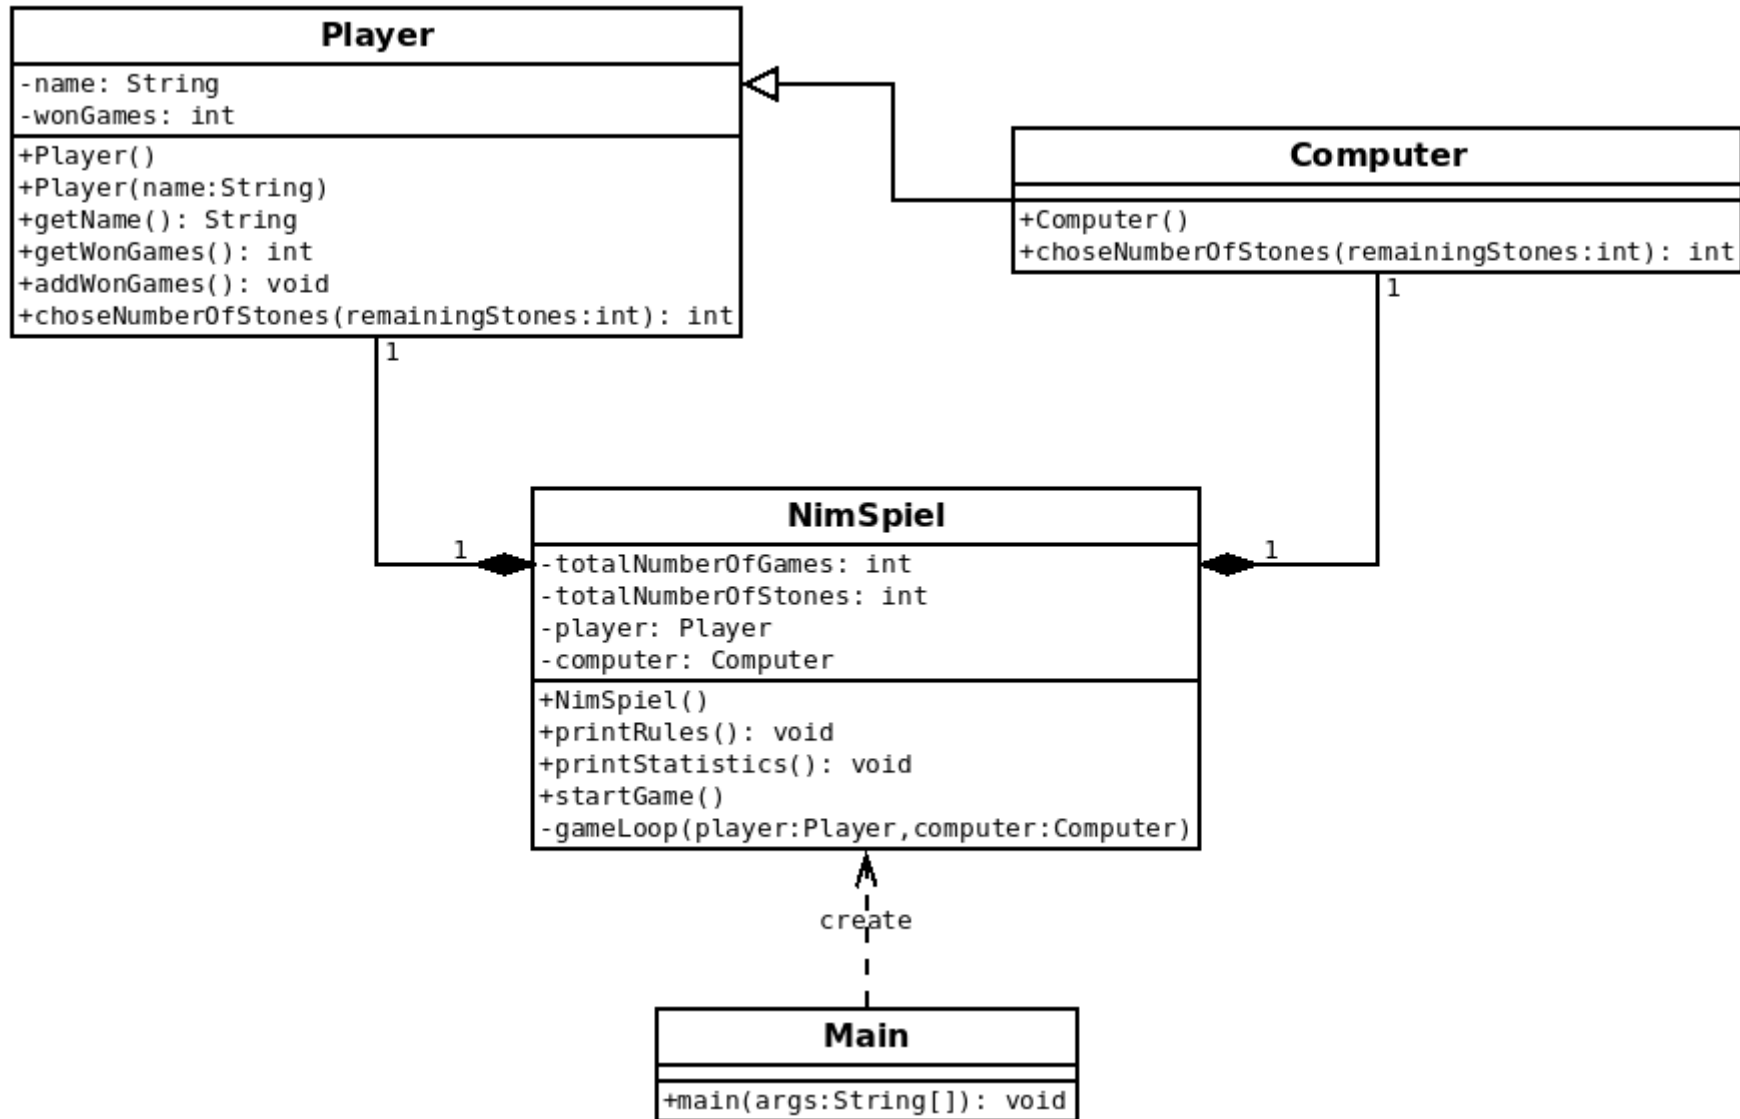 Player
-name: String
-wonGames: int
+Player()
+Player(name:String)
+getName(): String
+getWonGames(): int
+addWonGames(): void
+choseNumberOfStones(remainingStones:int): int
Computer
+Computer()
+choseNumberOfStones(remainingStones:int): int
1
1
1
1
NimSpiel
-totalNumberOfGames: int
-totalNumberOfStones: int
-player: Player
-computer: Computer
+NimSpiel()
+printRules(): void
+printStatistics(): void
+startGame()
-gameLoop(player:Player,computer:Computer)
create
Main
+main(args:String[]): void